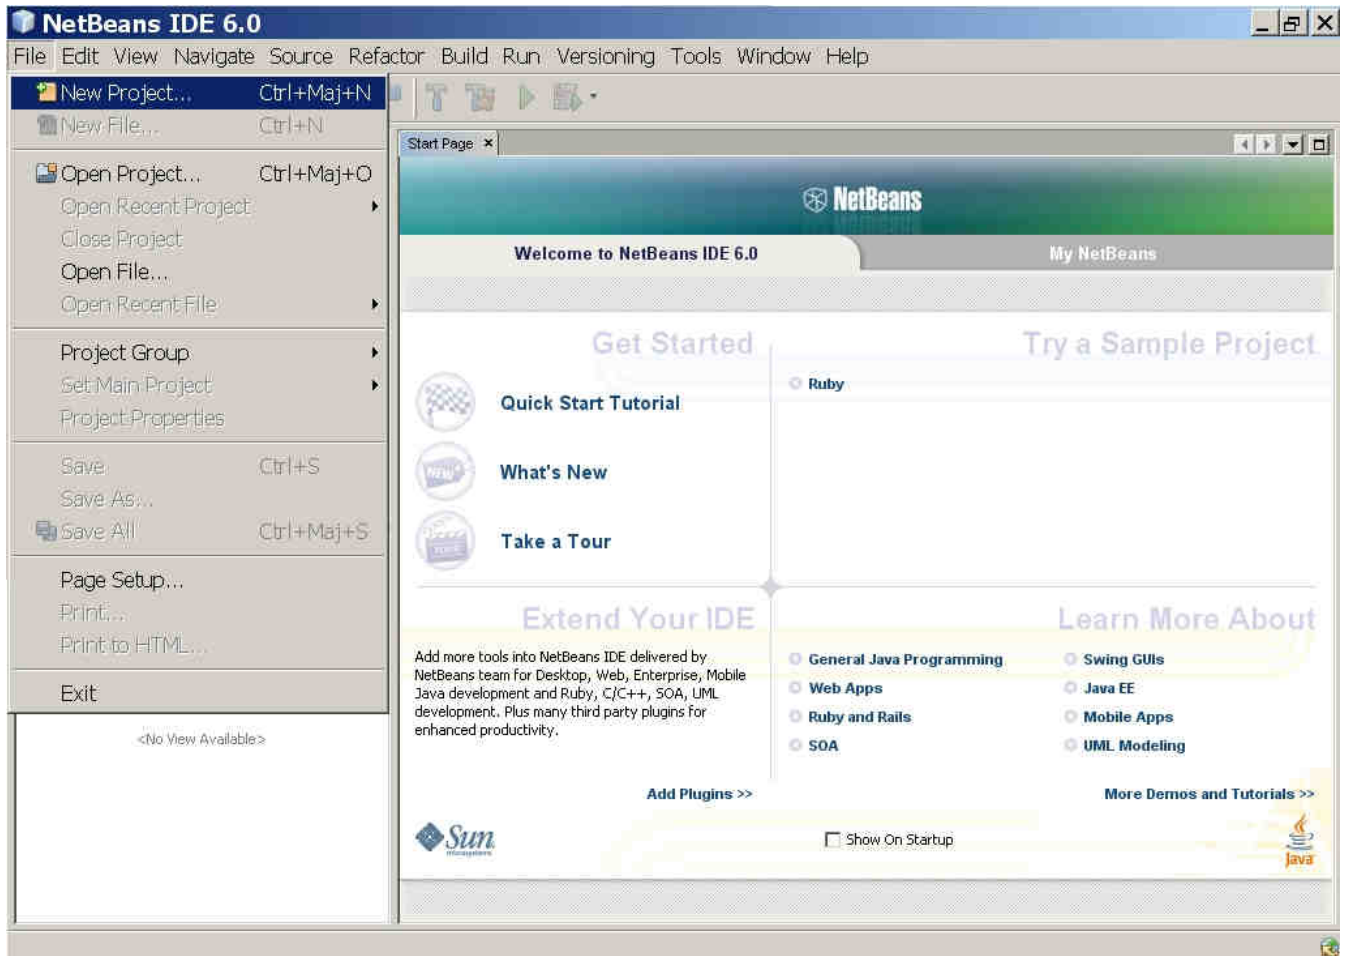 NetBeans IDE 6.0
File Edit View Navigate Source Refactor Build Run Versioning Tools Window Help
New Project... Ctrl+Maj+N
New File... Ctrl+N
Open Project... Ctrl+Maj+O
Open Recent Project
Close Project
Open File...
Open Recent File
Project Group
Set Main Project
Project Properties
Save Ctrl+S
Save As...
Save All Ctrl+Maj+S
Page Setup...
Print...
Print to HTML...
Exit
<No View Available>
Start Page
NetBeans
Welcome to NetBeans IDE 6.0
My NetBeans
Get Started
Quick Start Tutorial
NEW
What's New
Take a Tour
Try a Sample Project
Ruby
Extend Your IDE
Add more tools into NetBeans IDE delivered by
NetBeans team for Desktop, Web, Enterprise, Mobile
Java development and Ruby, C/C++, SOA, UML
development. Plus many third party plugins for
enhanced productivity.
Add Plugins >>
Learn More About
General Java Programming
Web Apps
Ruby and Rails
SOA
Swing GUIs
Java EE
Mobile Apps
UML Modeling
More Demos and Tutorials >>
Sun
microsystems
Show On Startup
Java